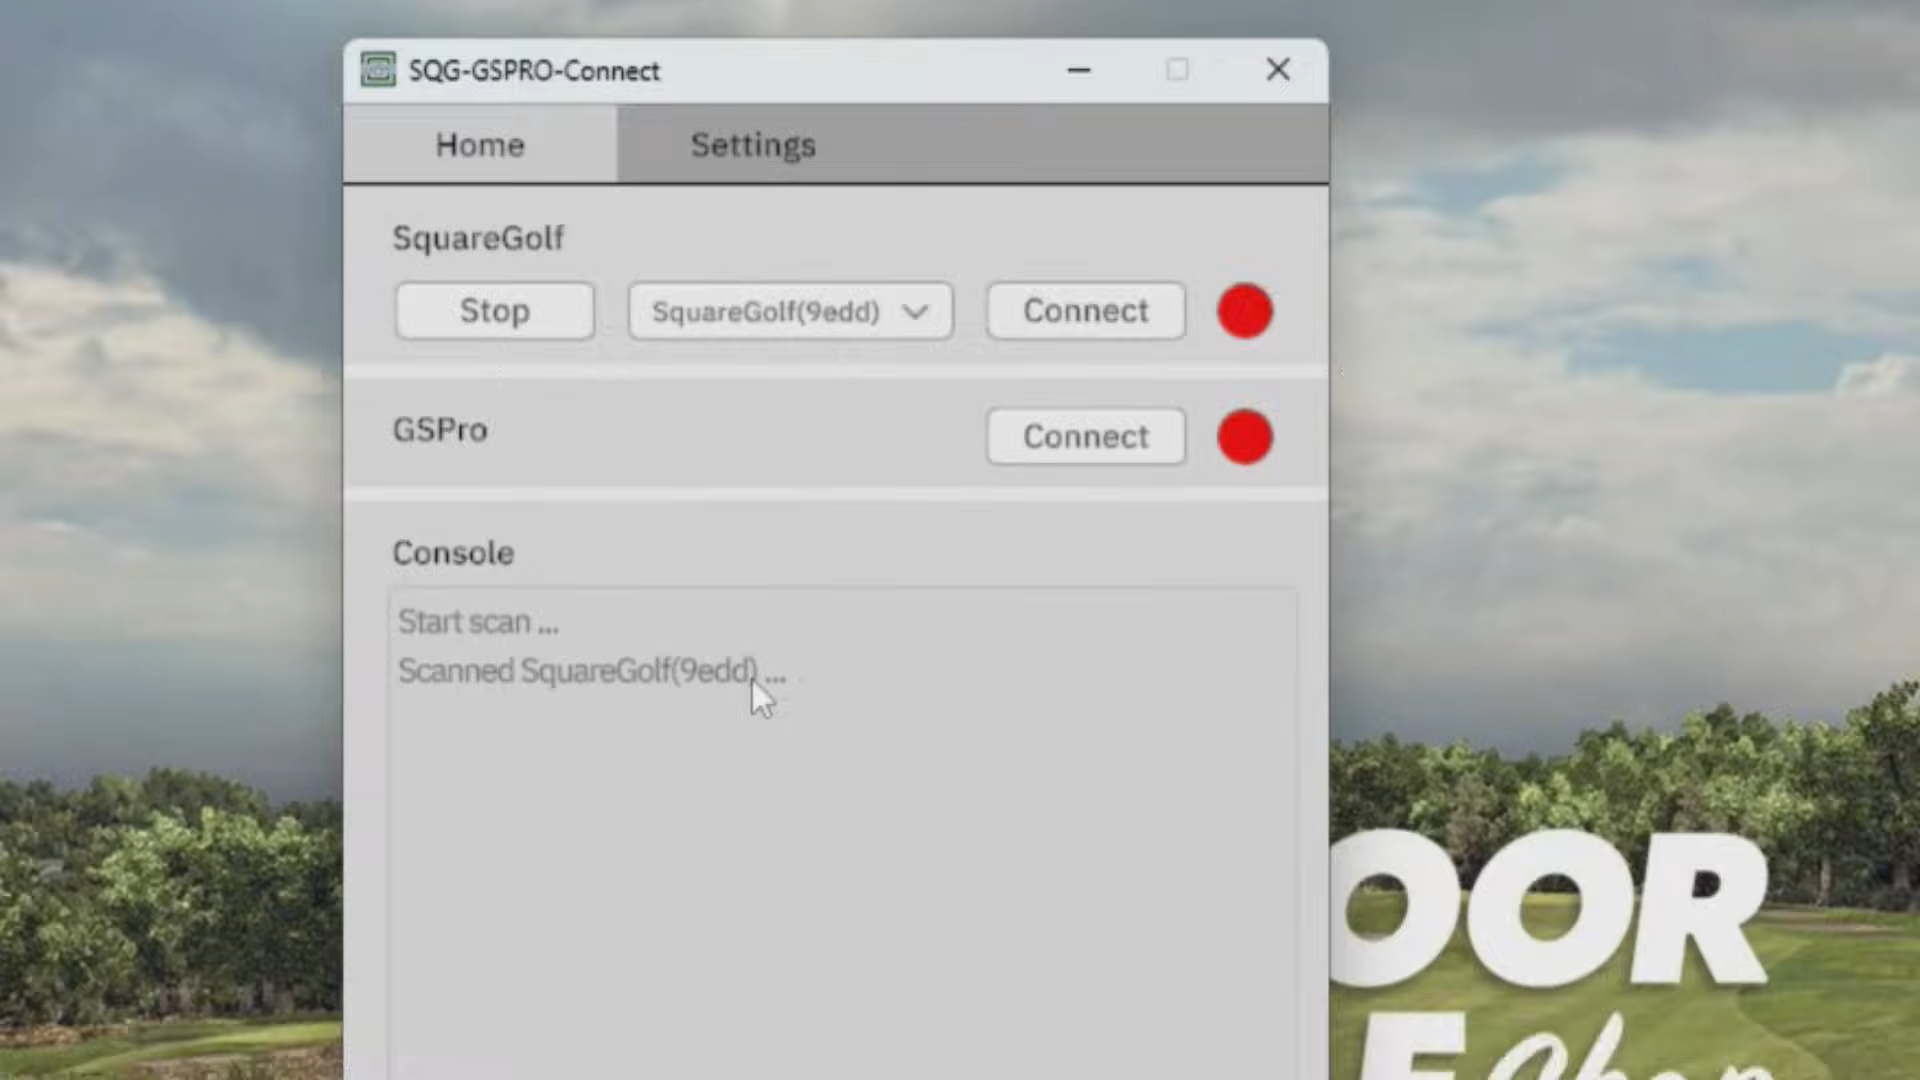 SQG-GSPRO-Connect
Home Settings
SquareGolf
Stop SquareGolf(9edd) Connect
GSPro Connect
Console
Start scan ...
Scanned SquareGolf(9edd) ...
OOR